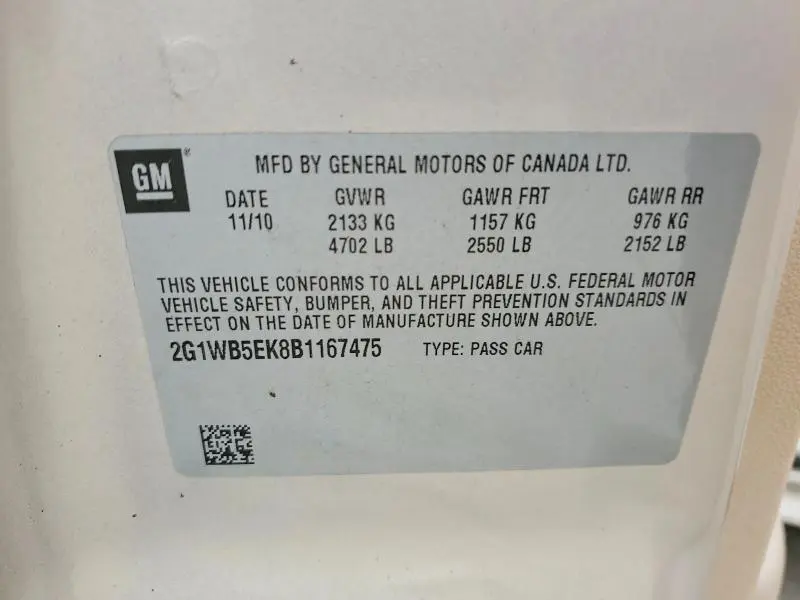 GM®
MFD BY GENERAL MOTORS OF CANADA LTD.
DATE GVWR GAWR FRT GAWR RR
11/10 2133 KG 1157 KG 976 KG
4702 LB 2550 LB 2152 LB
THIS VEHICLE CONFORMS TO ALL APPLICABLE U.S. FEDERAL MOTOR
VEHICLE SAFETY, BUMPER, AND THEFT PREVENTION STANDARDS IN
EFFECT ON THE DATE OF MANUFACTURE SHOWN ABOVE.
2G1WB5EK8B1167475 TYPE: PASS CAR